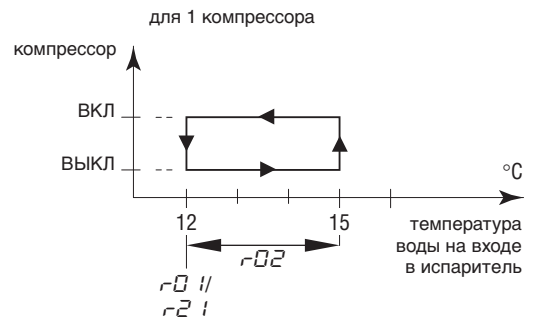 для 1 компрессора
компрессор
ВКЛ
ВЫКЛ
°C
12
15
температура
воды на входе
в испаритель
r02
r01/
r21